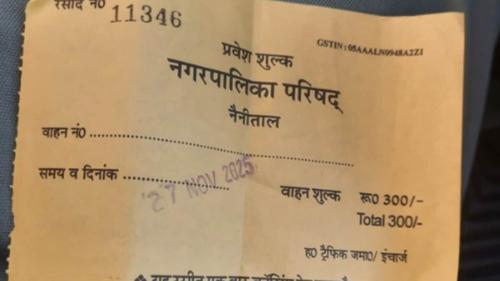 रसीद न0 11346
GSTIN : 05AAALN0948A2Z1
प्रवेश शुल्क
नगरपालिका परिषद्
नैनीताल
वाहन नं0
समय व दिनांक 27 NOV 2025
वाहन शुल्क रू0 300/-
Total 300/-
ह0 ट्रैफिक जमा0/ इंचार्ज